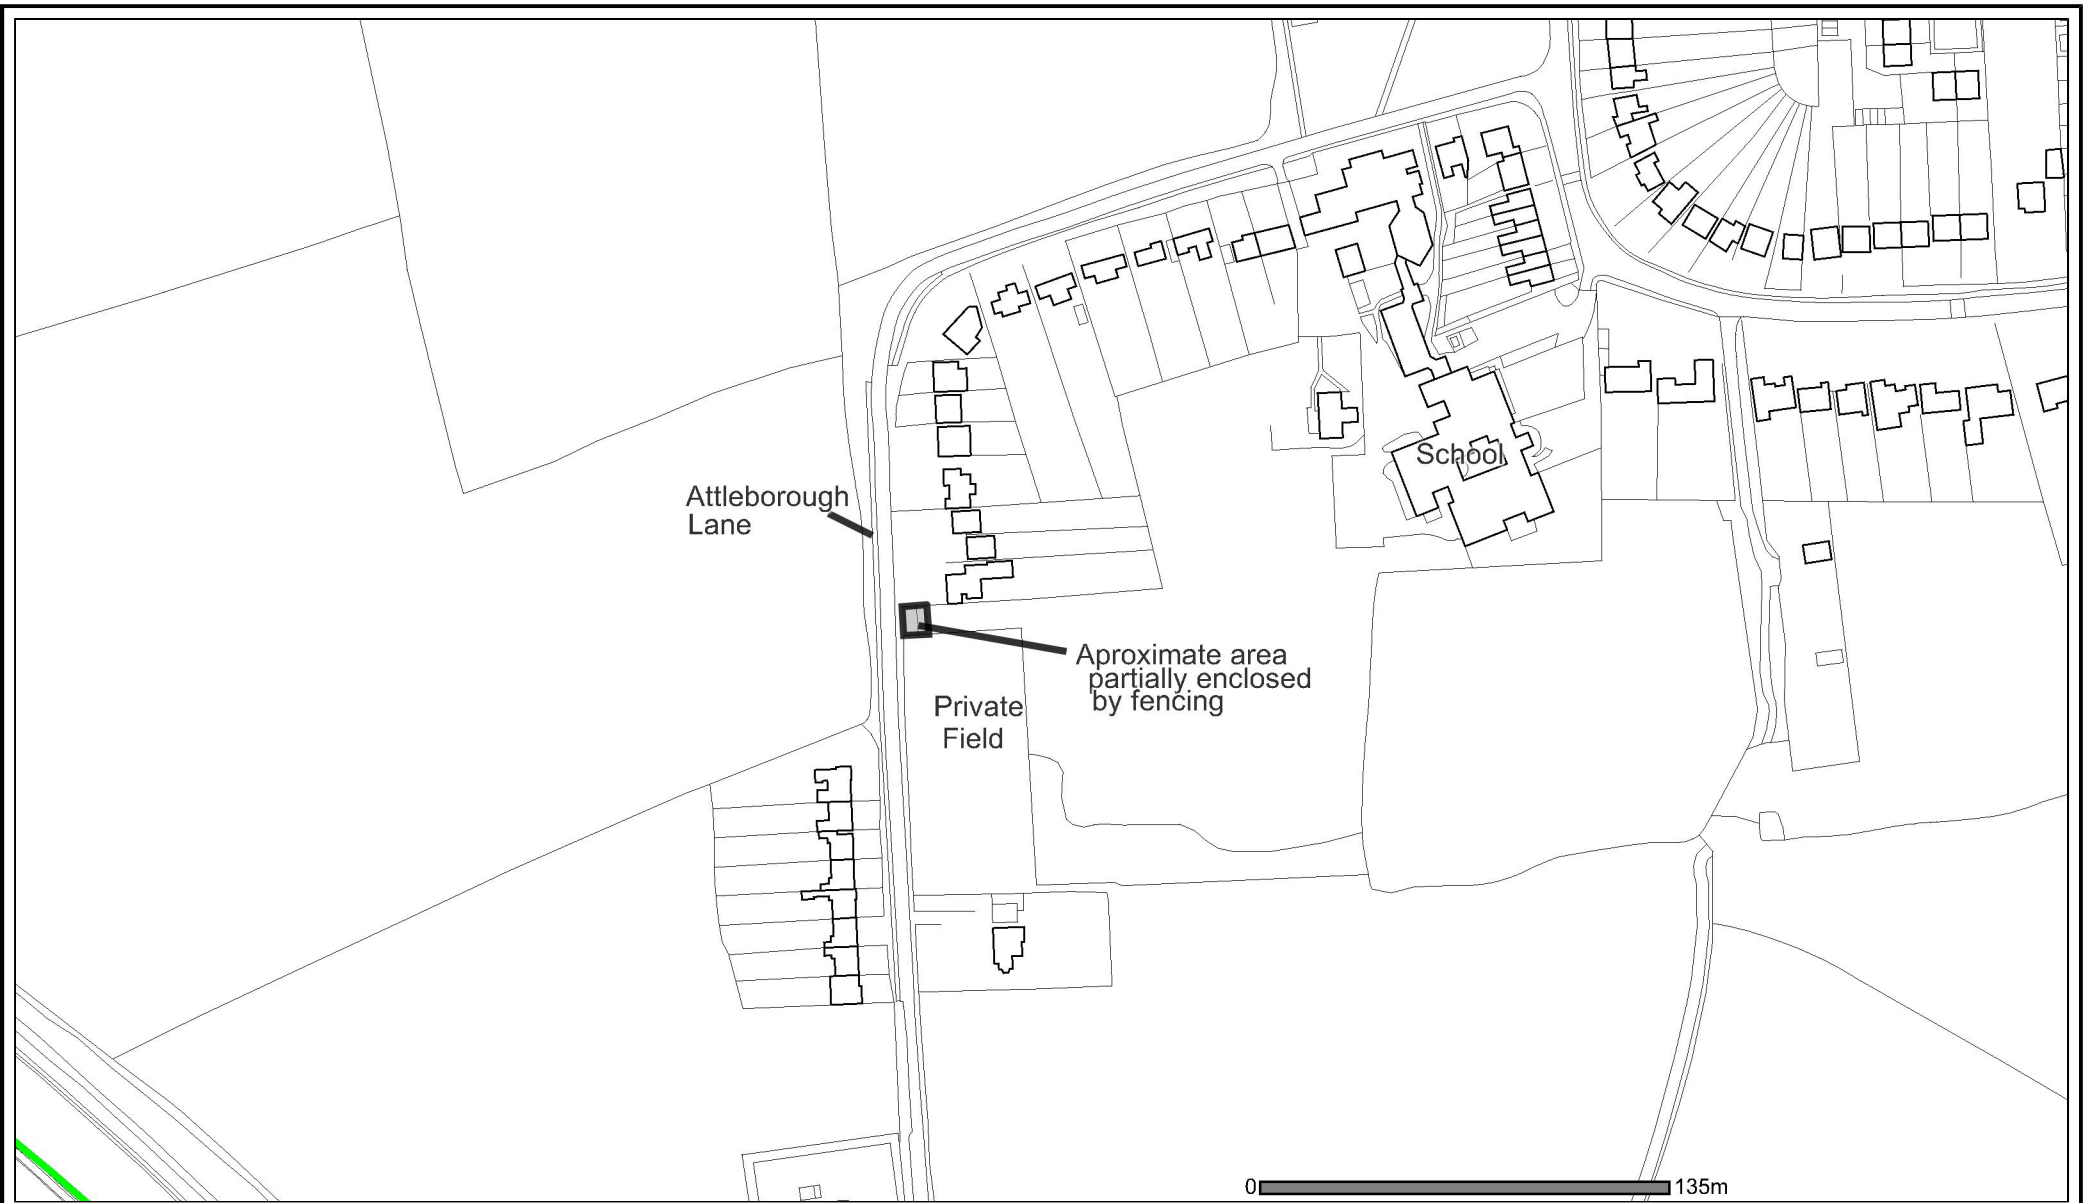 School
Attleborough
Lane
Aproximate area
partially enclosed
by fencing
Private
Field
0
135m